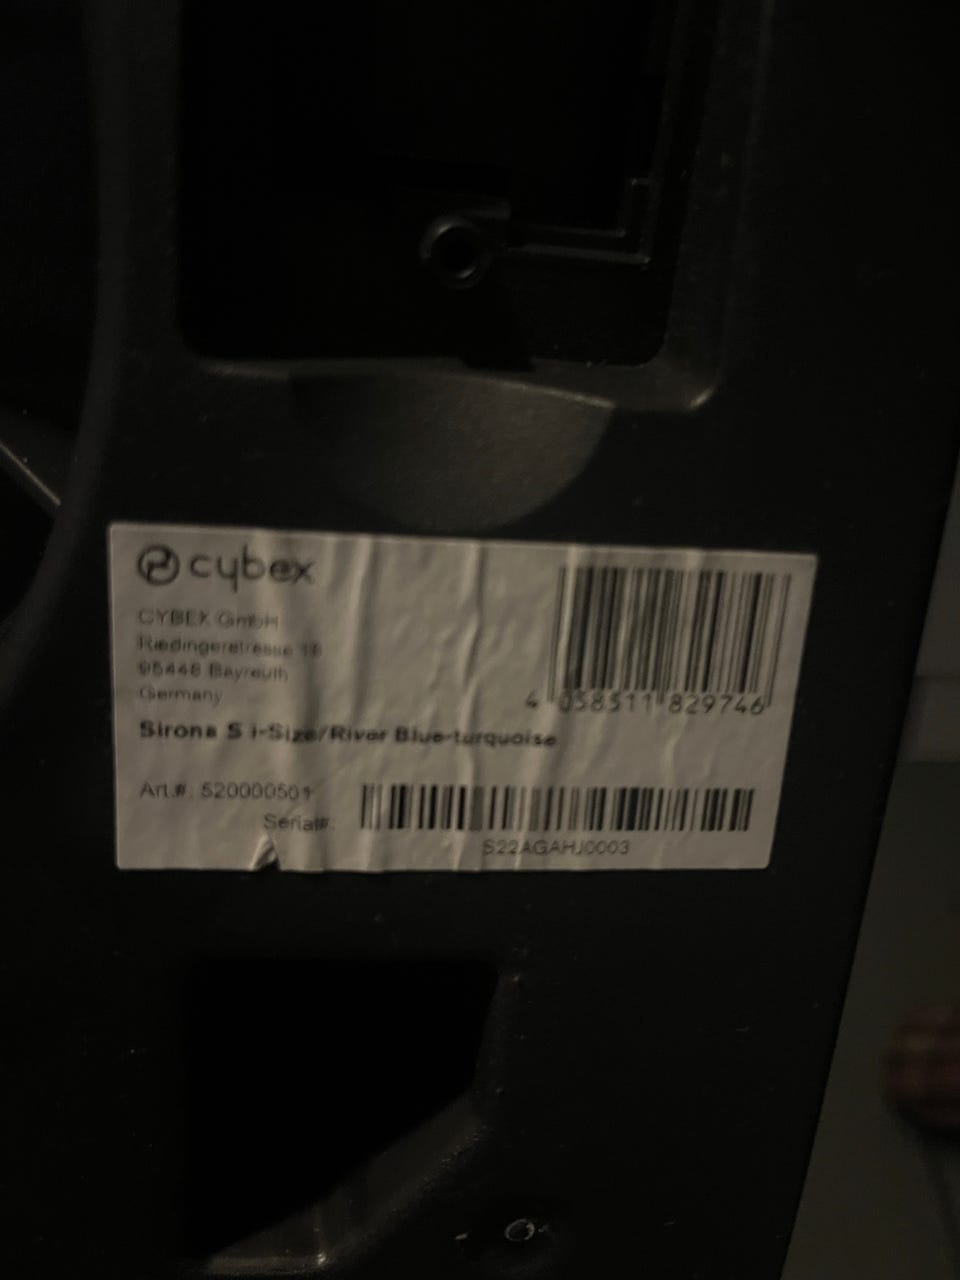 cybex
CYBEX GmbH
Riedingerstrasse 18
95448 Bayreuth
Germany
4 058511 829746
Sirona S i-Size/River Blue-turquoise
Art.#: 520000501
Serial#:
S22AGAHJ0003